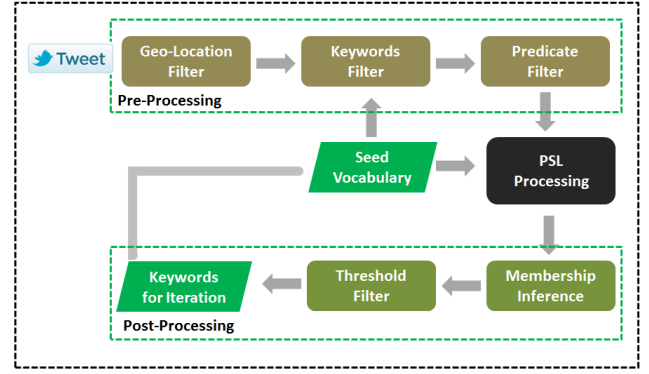 Tweet
Geo-Location
Filter
Keywords
Filter
Predicate
Filter
Pre-Processing
Seed
Vocabulary
PSL
Processing
Keywords
for Iteration
Threshold
Filter
Membership
Inference
Post-Processing